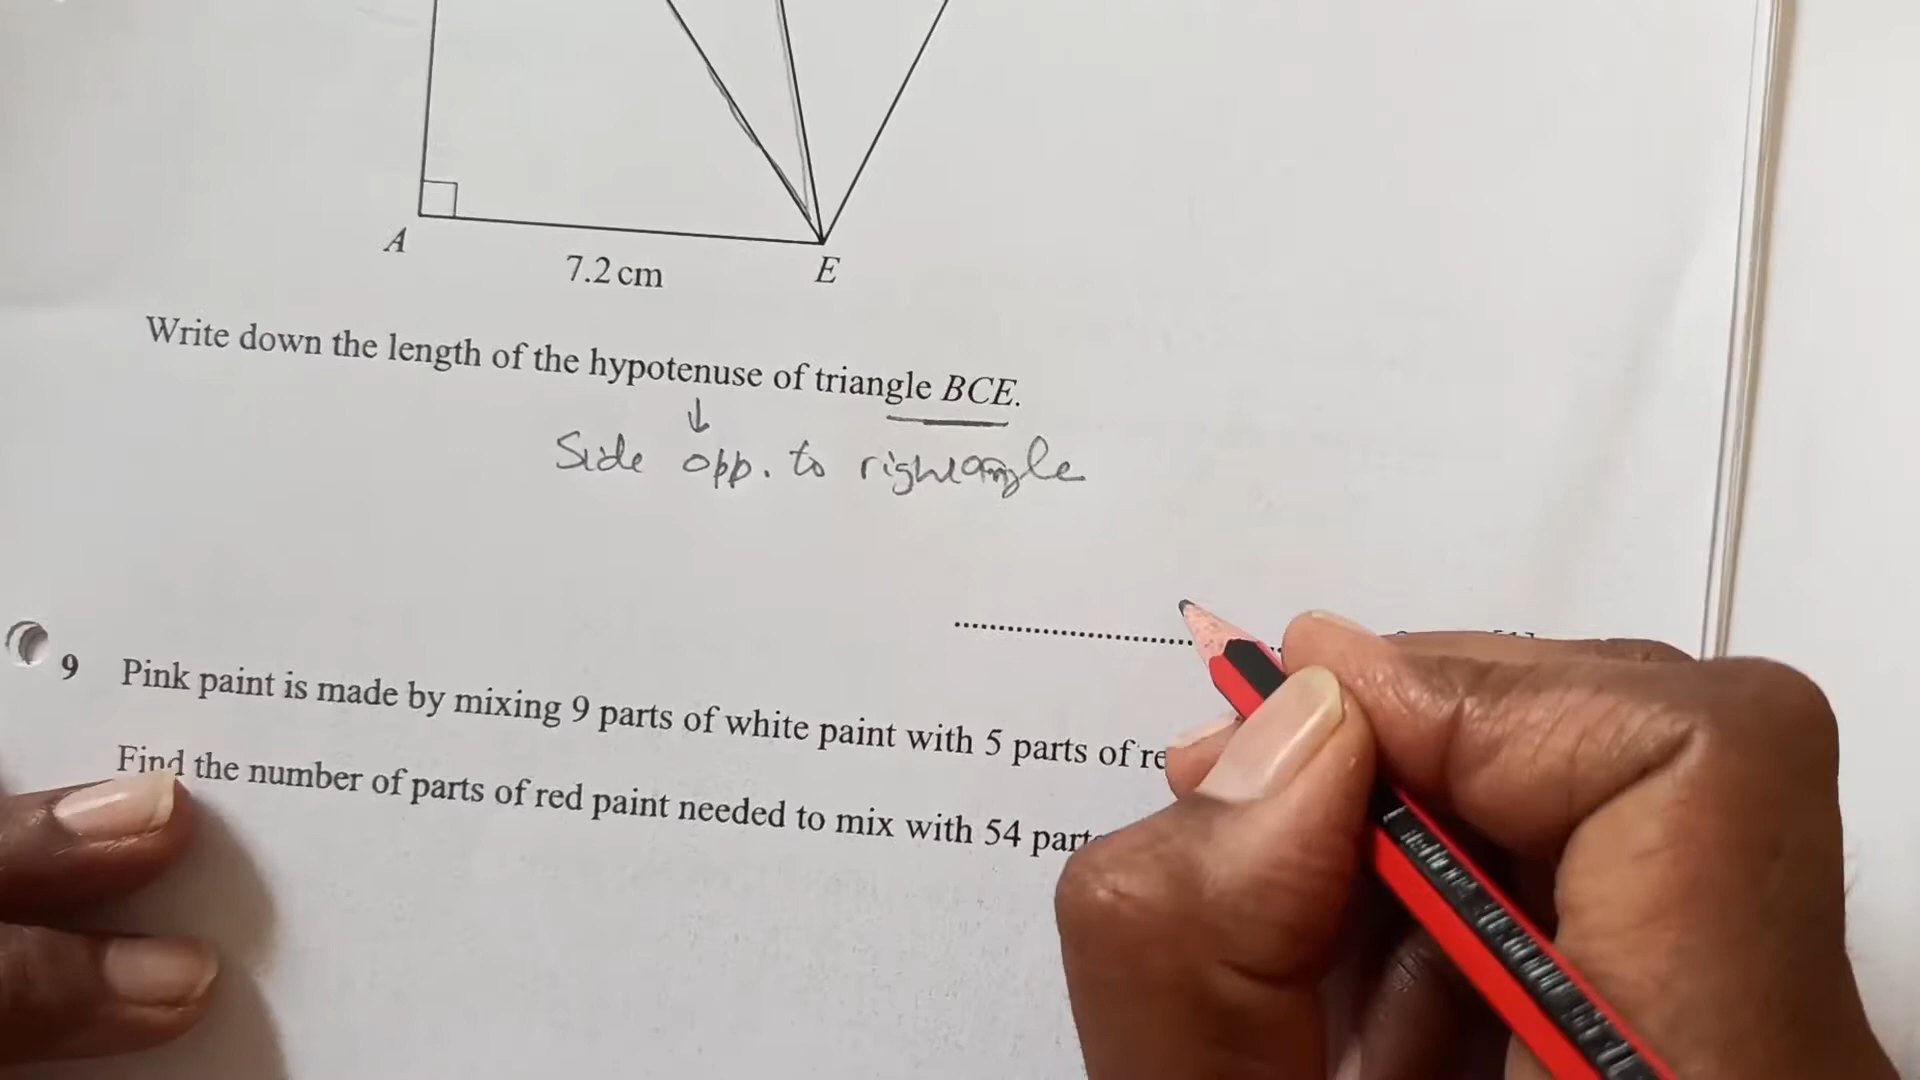 A
7.2 cm
E
Write down the length of the hypotenuse of triangle BCE.
↓
Side opp. to rightangle
9 Pink paint is made by mixing 9 parts of white paint with 5 parts of re
Find the number of parts of red paint needed to mix with 54 part